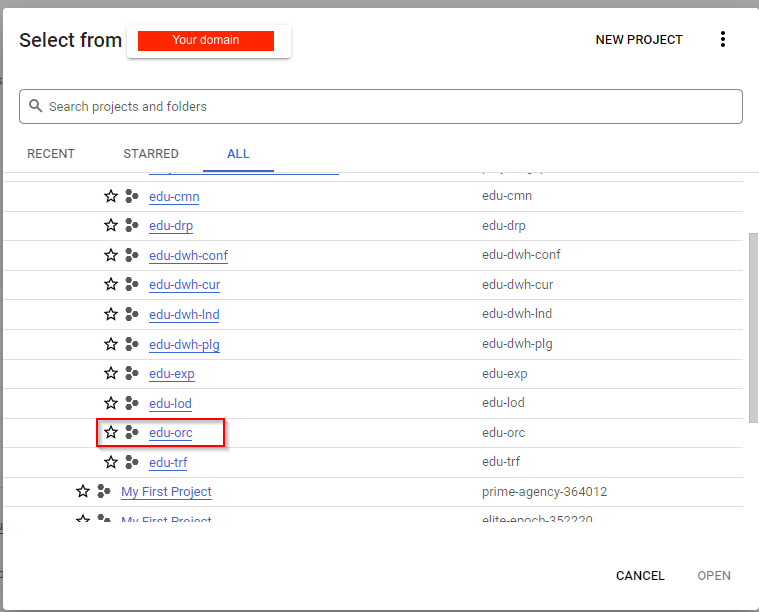 Select from Your domain NEW PROJECT
Search projects and folders
RECENT STARRED ALL
edu-cmn edu-cmn
edu-drp edu-drp
edu-dwh-conf edu-dwh-conf
edu-dwh-cur edu-dwh-cur
edu-dwh-lnd edu-dwh-lnd
edu-dwh-plg edu-dwh-plg
edu-exp edu-exp
edu-lod edu-lod
edu-orc edu-orc
edu-trf edu-trf
My First Project prime-agency-364012
My First Project elite-epoch-352220
CANCEL OPEN